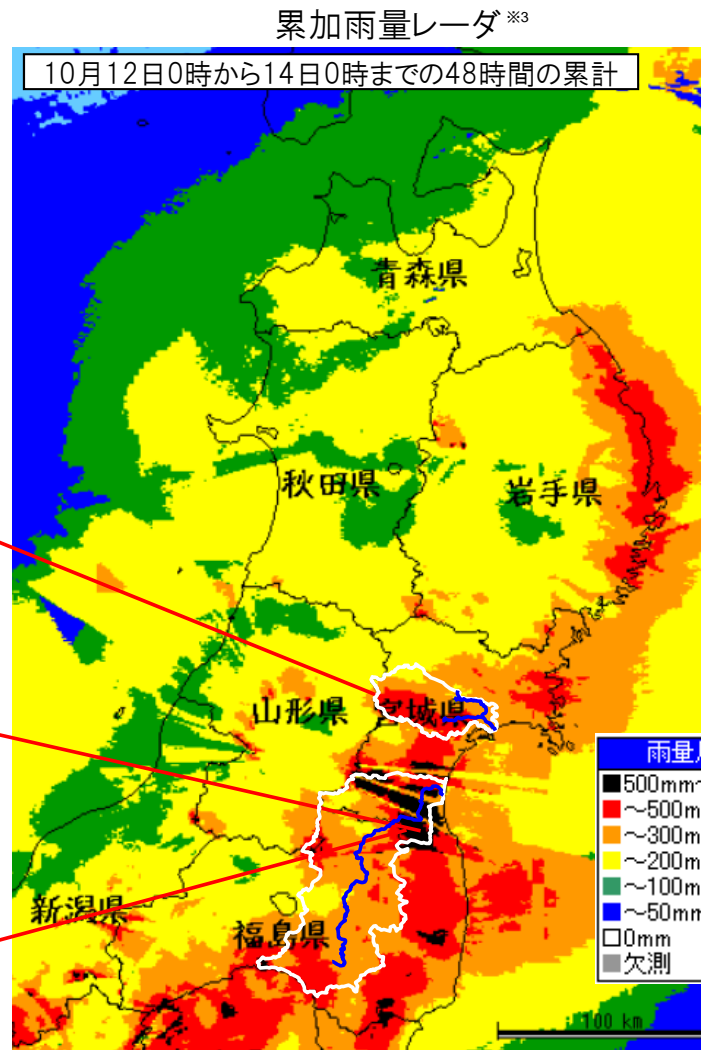 累加雨量レーダ※3
10月12日0時から14日0時までの48時間の累計
青森県
秋田県
岩手県
山形県
宮城県
新潟県
福島県
雨量
500mm~
~500m
~300m
~200m
~100m
~50mm
0mm
欠測
100 km